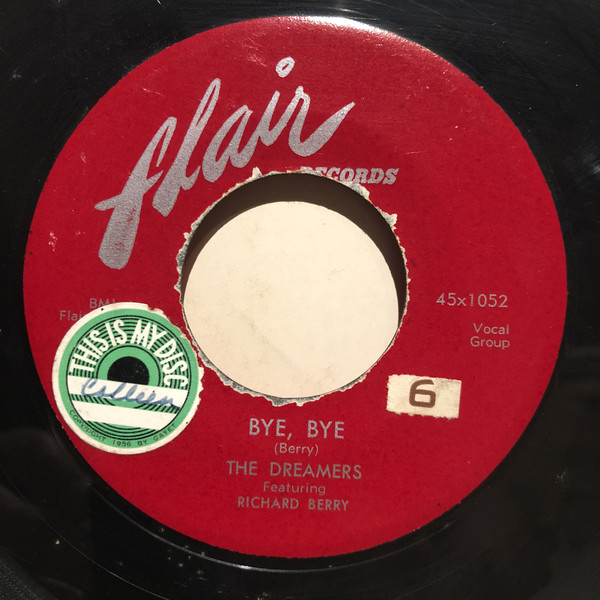 flair
RECORDS
BMI
45x1052
Vocal
Group
THIS IS MY DISC
Colleen
COPYRIGHT 1956 BY GAYET
6
BYE, BYE
(Berry)
THE DREAMERS
Featuring
RICHARD BERRY